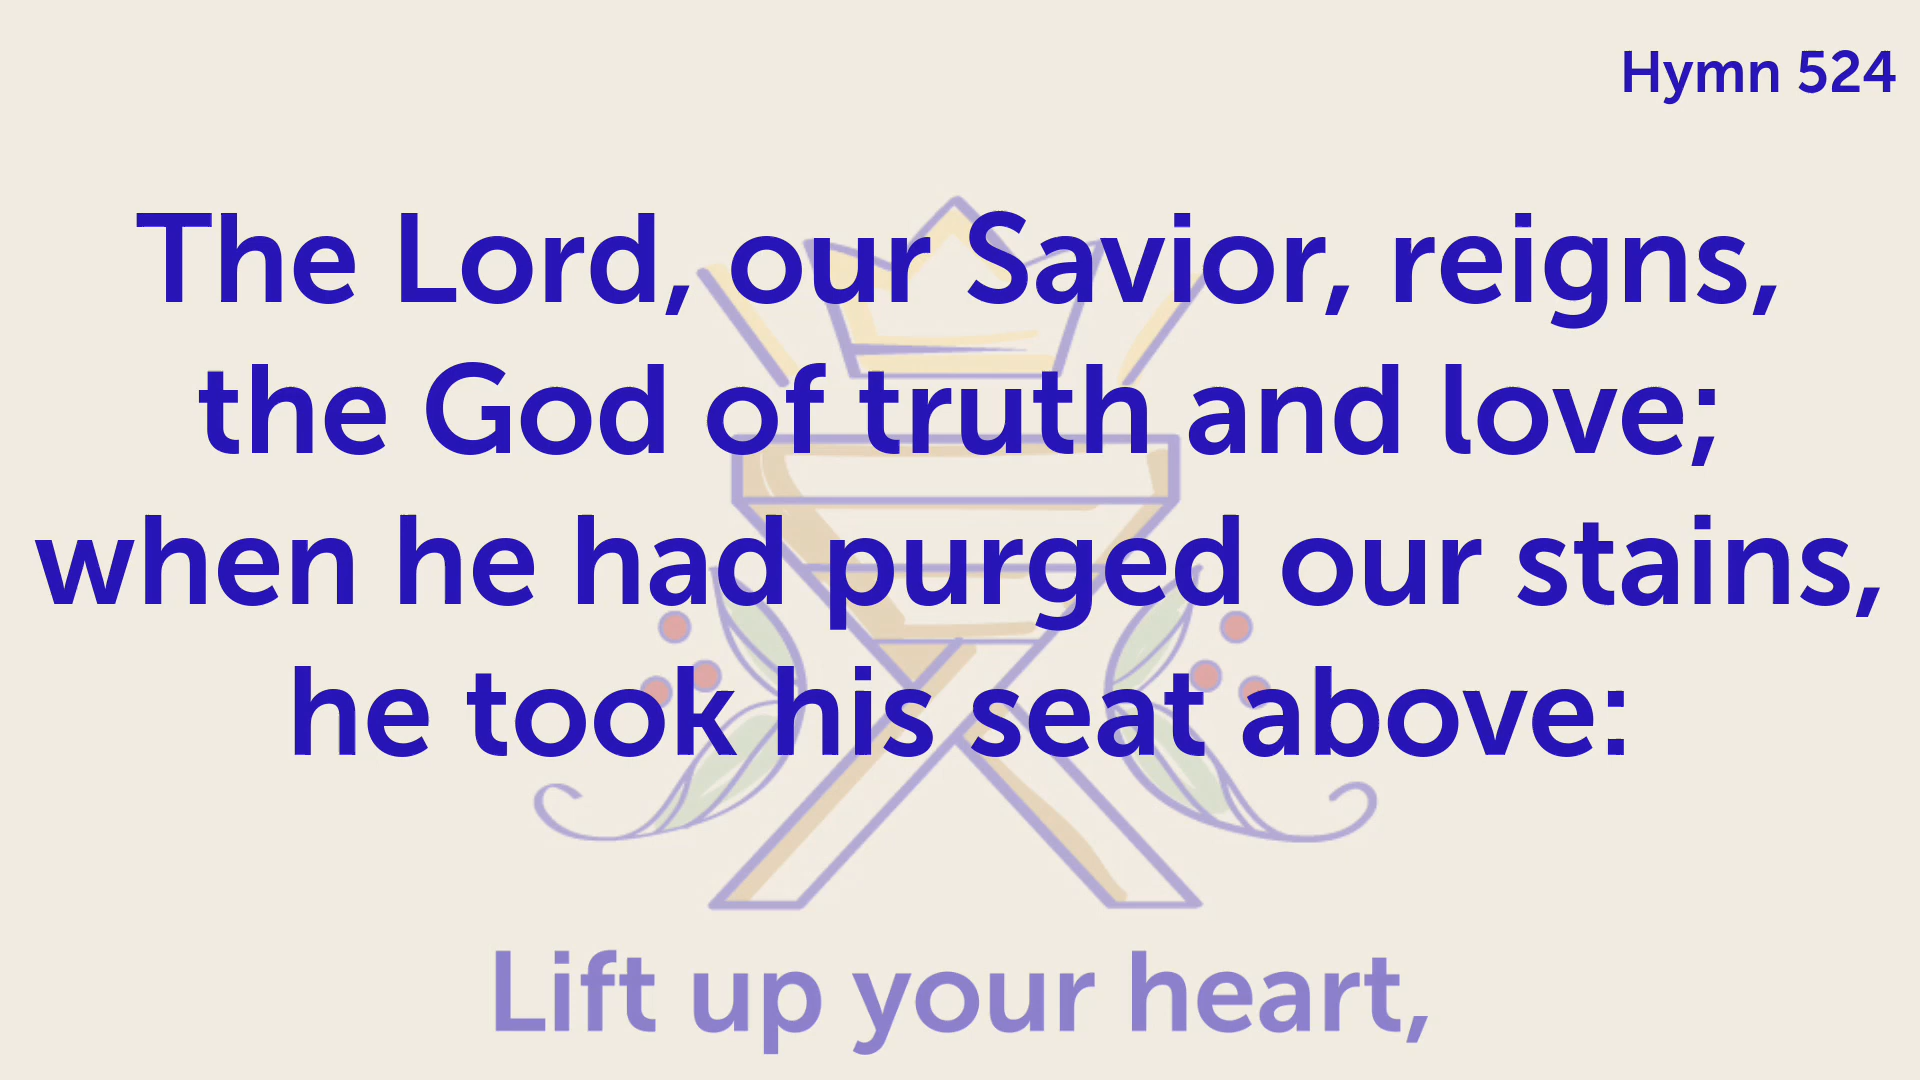 Hymn 524
The Lord, our Savior, reigns,
the God of truth and love;
when he had purged our stains,
he took his seat above:
Lift up your heart,